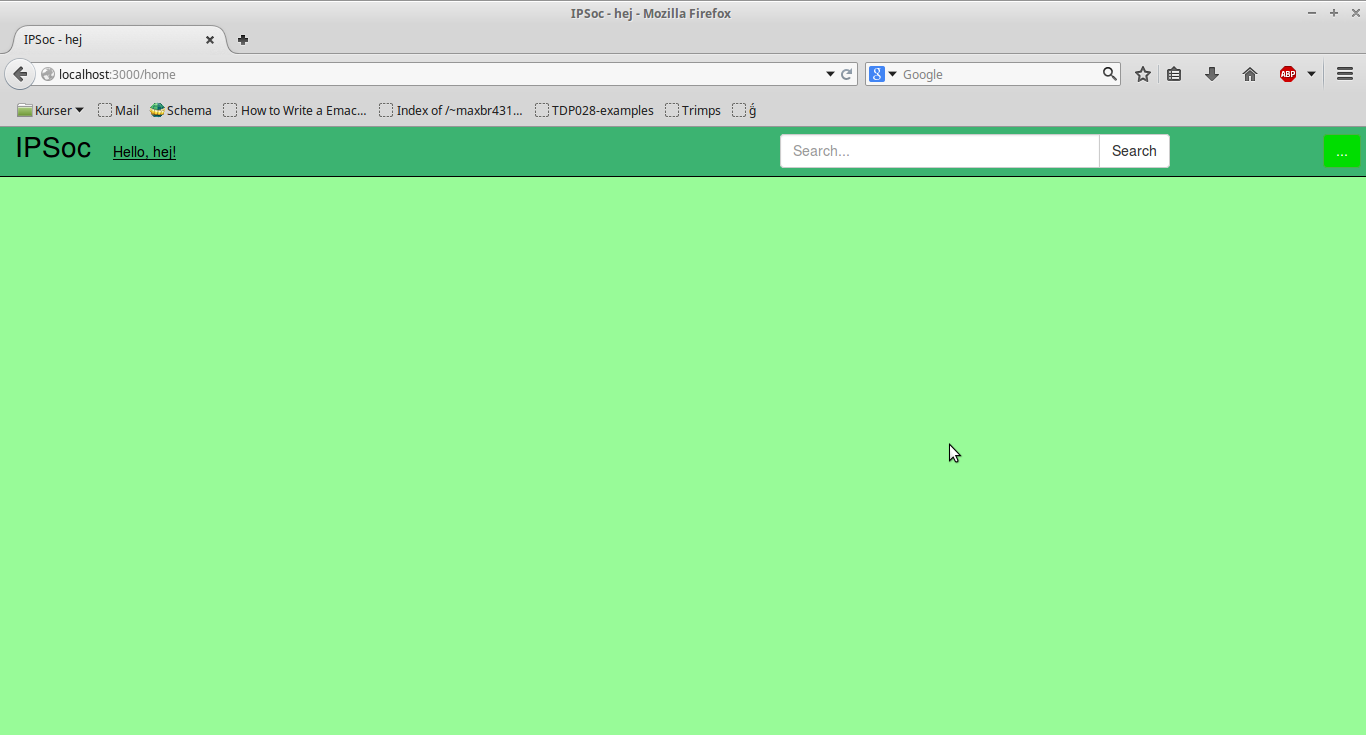 IPSoc - hej - Mozilla Firefox
IPSoc - hej
localhost:3000/home Google ABP
Kurser Mail Schema How to Write a Emac... Index of /~maxbr431... TDP028-examples Trimps ǵ
IPSoc Hello, hej! Search... Search ...